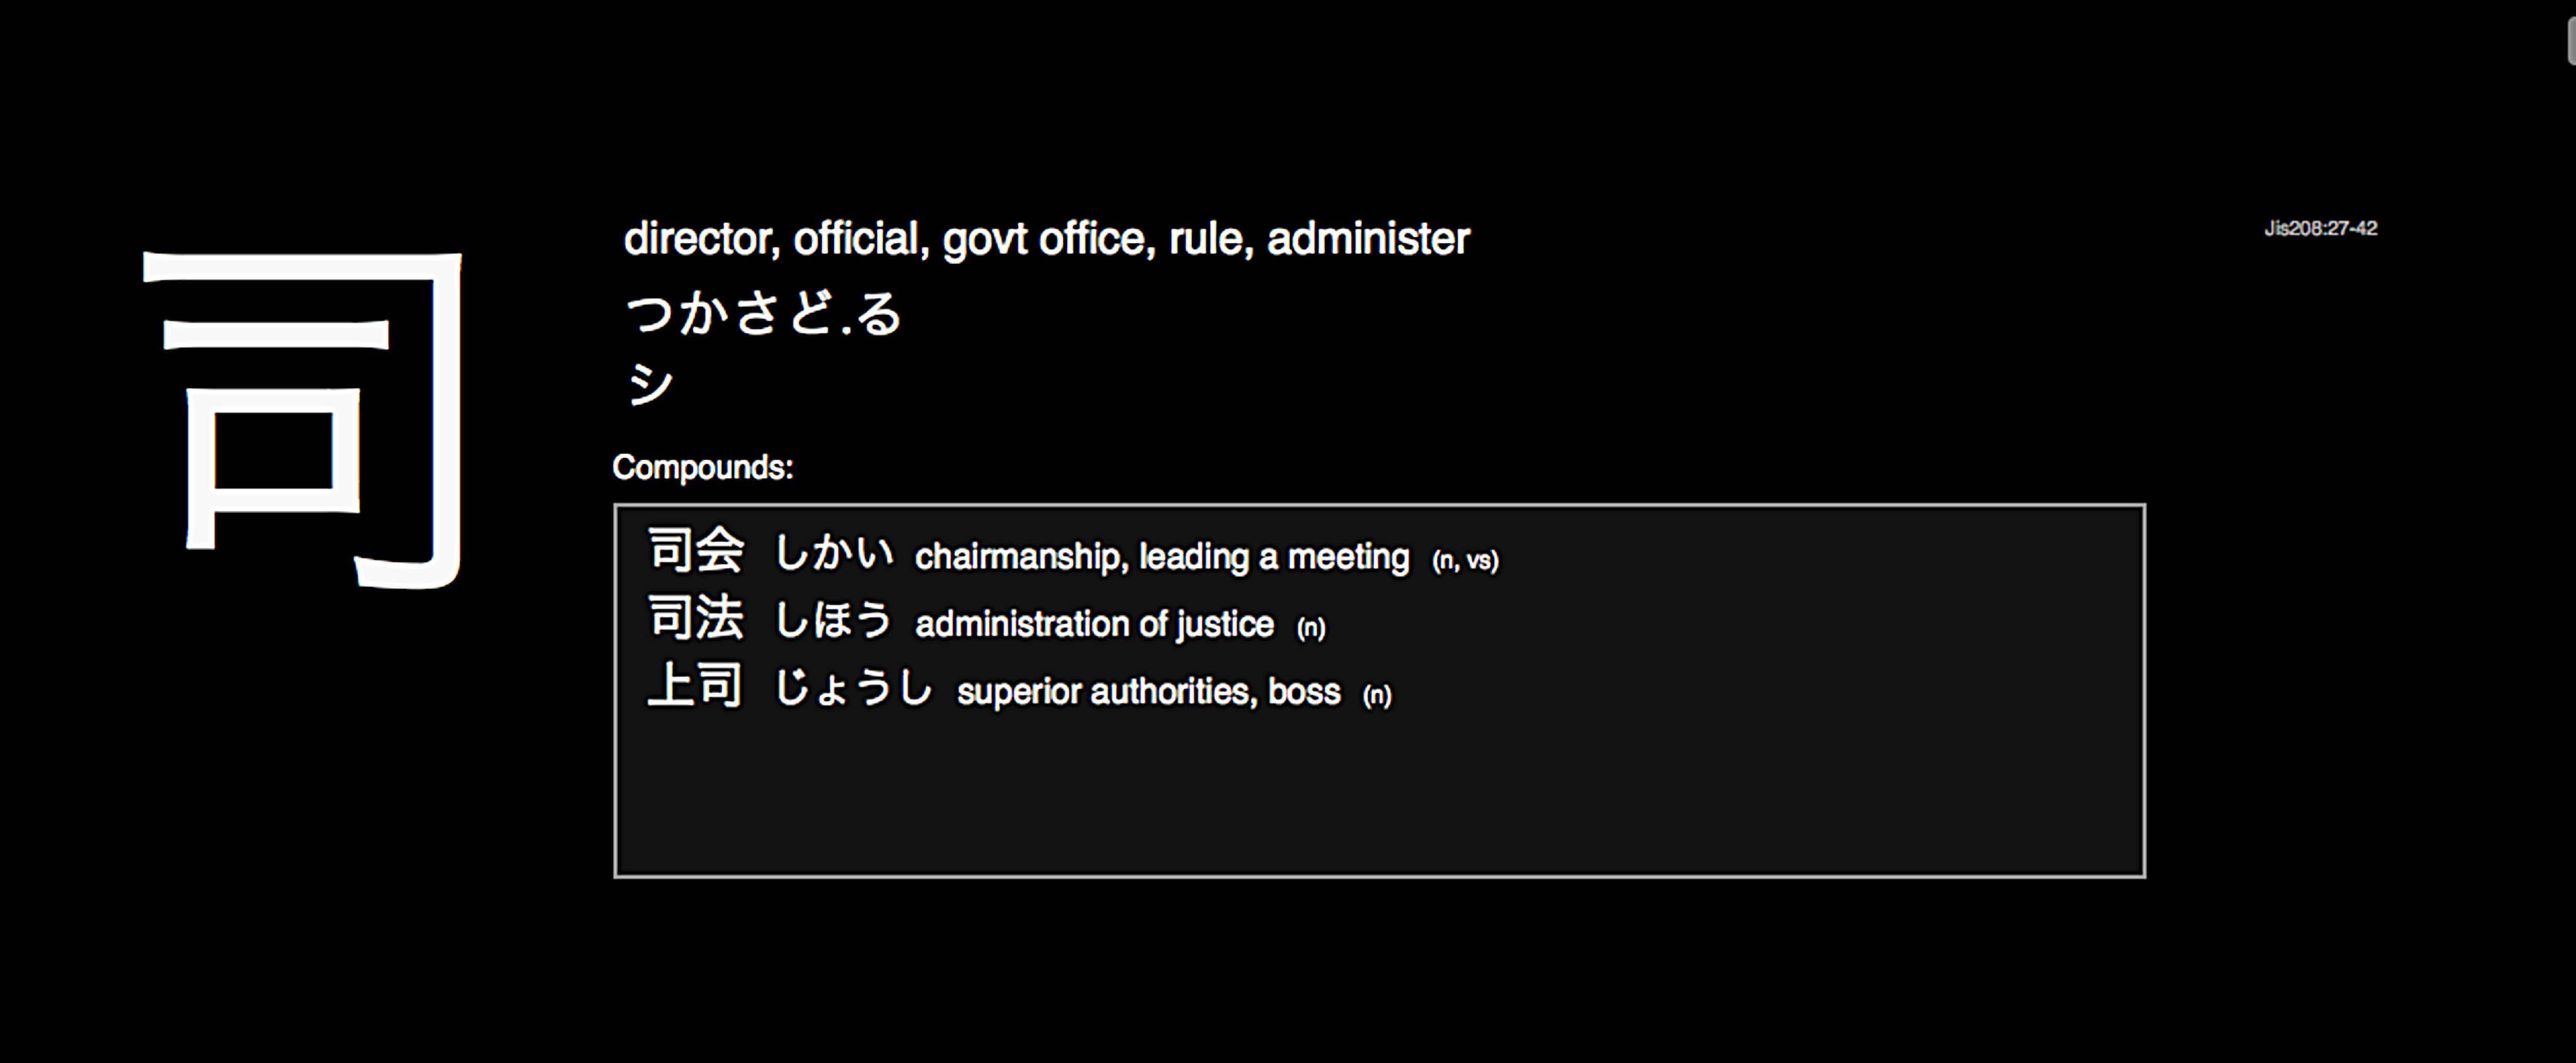 司
director, official, govt office, rule, administer
Jis208:27-42
つかさど.る
シ
Compounds:
司会 しかい chairmanship, leading a meeting (n, vs)
司法 しほう administration of justice (n)
上司 じょうし superior authorities, boss (n)